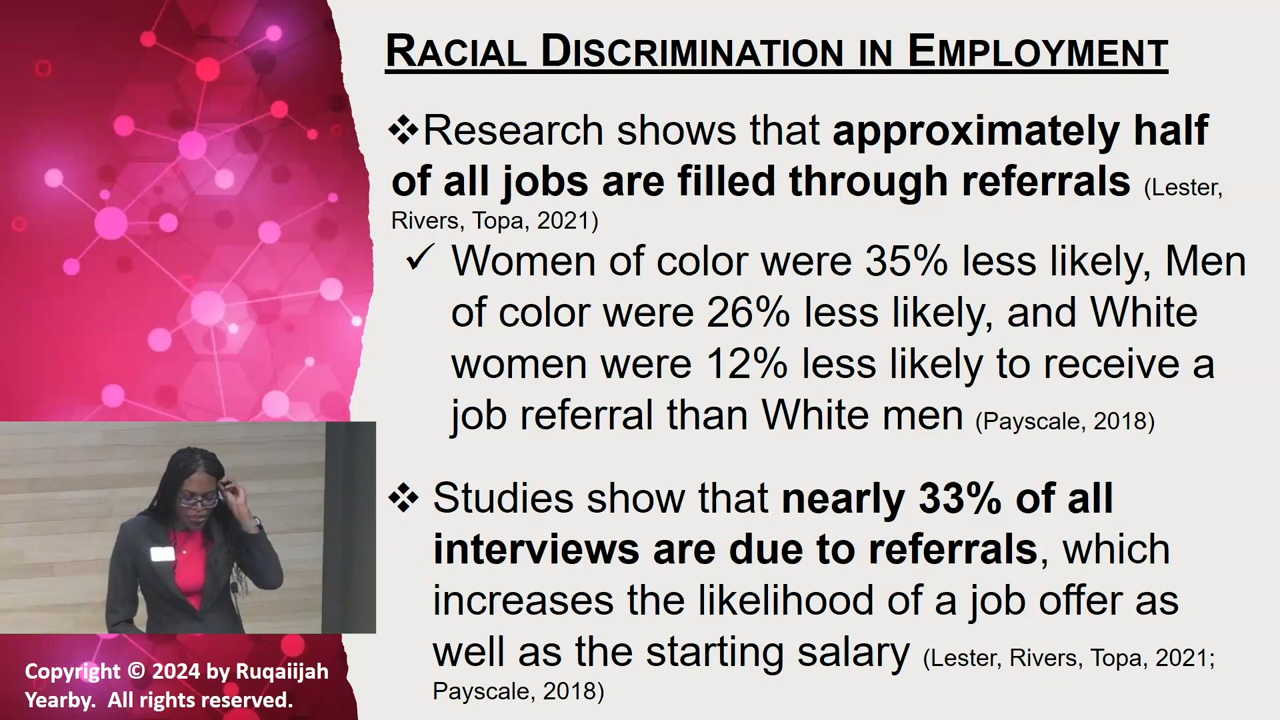 RACIAL DISCRIMINATION IN EMPLOYMENT
❖Research shows that approximately half
of all jobs are filled through referrals (Lester,
Rivers, Topa, 2021)
✓ Women of color were 35% less likely, Men
of color were 26% less likely, and White
women were 12% less likely to receive a
job referral than White men (Payscale, 2018)
❖ Studies show that nearly 33% of all
interviews are due to referrals, which
increases the likelihood of a job offer as
well as the starting salary (Lester, Rivers, Topa, 2021;
Payscale, 2018)
Copyright © 2024 by Ruqaiijah
Yearby.  All rights reserved.